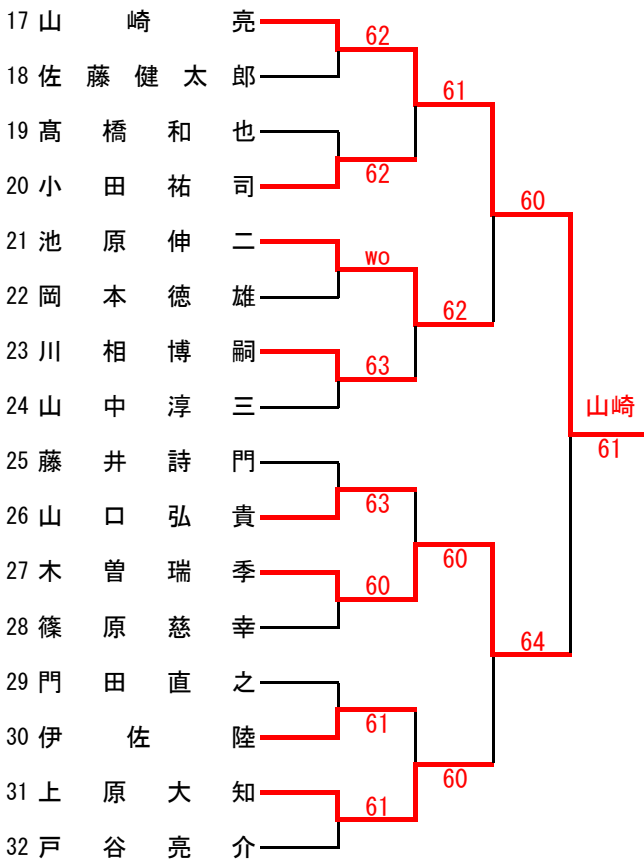 17 山崎亮
62
18 佐藤健太郎
61
19 髙橋和也
62
20 小田祐司
60
21 池原伸二
wo
22 岡本徳雄
62
23 川相博嗣
63
24 山中淳三
山崎
61
25 藤井詩門
63
26 山口弘貴
60
27 木曽瑞季
60
28 篠原慈幸
64
29 門田直之
61
30 伊佐陸
60
31 上原大知
61
32 戸谷亮介